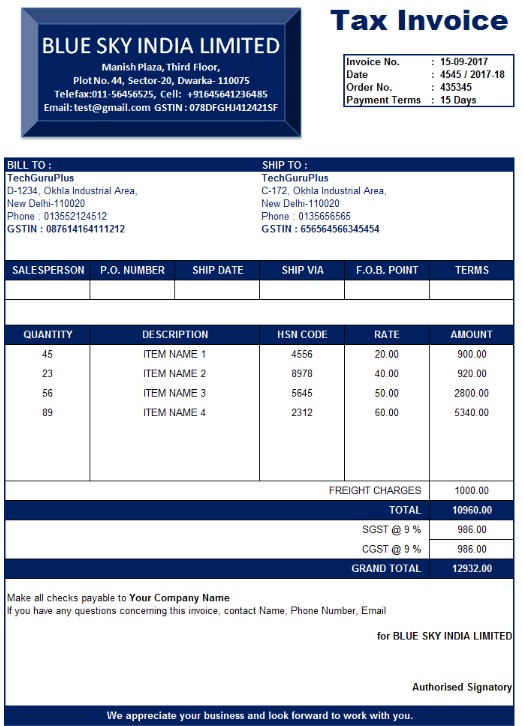 BLUE SKY INDIA LIMITED
Manish Plaza, Third Floor,
Plot No. 44, Sector-20, Dwarka- 110075
Telefax:011-56456525, Cell: +91645641236485
Email: test@gmail.com GSTIN : 078DFGHJ412421SF
Tax Invoice
Invoice No. : 15-09-2017
Date : 4545 / 2017-18
Order No. : 435345
Payment Terms : 15 Days
BILL TO : SHIP TO :
TechGuruPlus TechGuruPlus
D-1234, Okhla Industrial Area, C-172, Okhla Industrial Area,
New Delhi-110020 New Delhi-110020
Phone : 013552124512 Phone : 0135656565
GSTIN : 087614164111212 GSTIN : 656564566345454
SALESPERSON P.O. NUMBER SHIP DATE SHIP VIA F.O.B. POINT TERMS
QUANTITY DESCRIPTION HSN CODE RATE AMOUNT
45 ITEM NAME 1 4556 20.00 900.00
23 ITEM NAME 2 8978 40.00 920.00
56 ITEM NAME 3 5645 50.00 2800.00
89 ITEM NAME 4 2312 60.00 5340.00
FREIGHT CHARGES 1000.00
TOTAL 10960.00
SGST @ 9 % 986.00
CGST @ 9 % 986.00
GRAND TOTAL 12932.00
Make all checks payable to Your Company Name
If you have any questions concerning this invoice, contact Name, Phone Number, Email
for BLUE SKY INDIA LIMITED
Authorised Signatory
We appreciate your business and look forward to work with you.